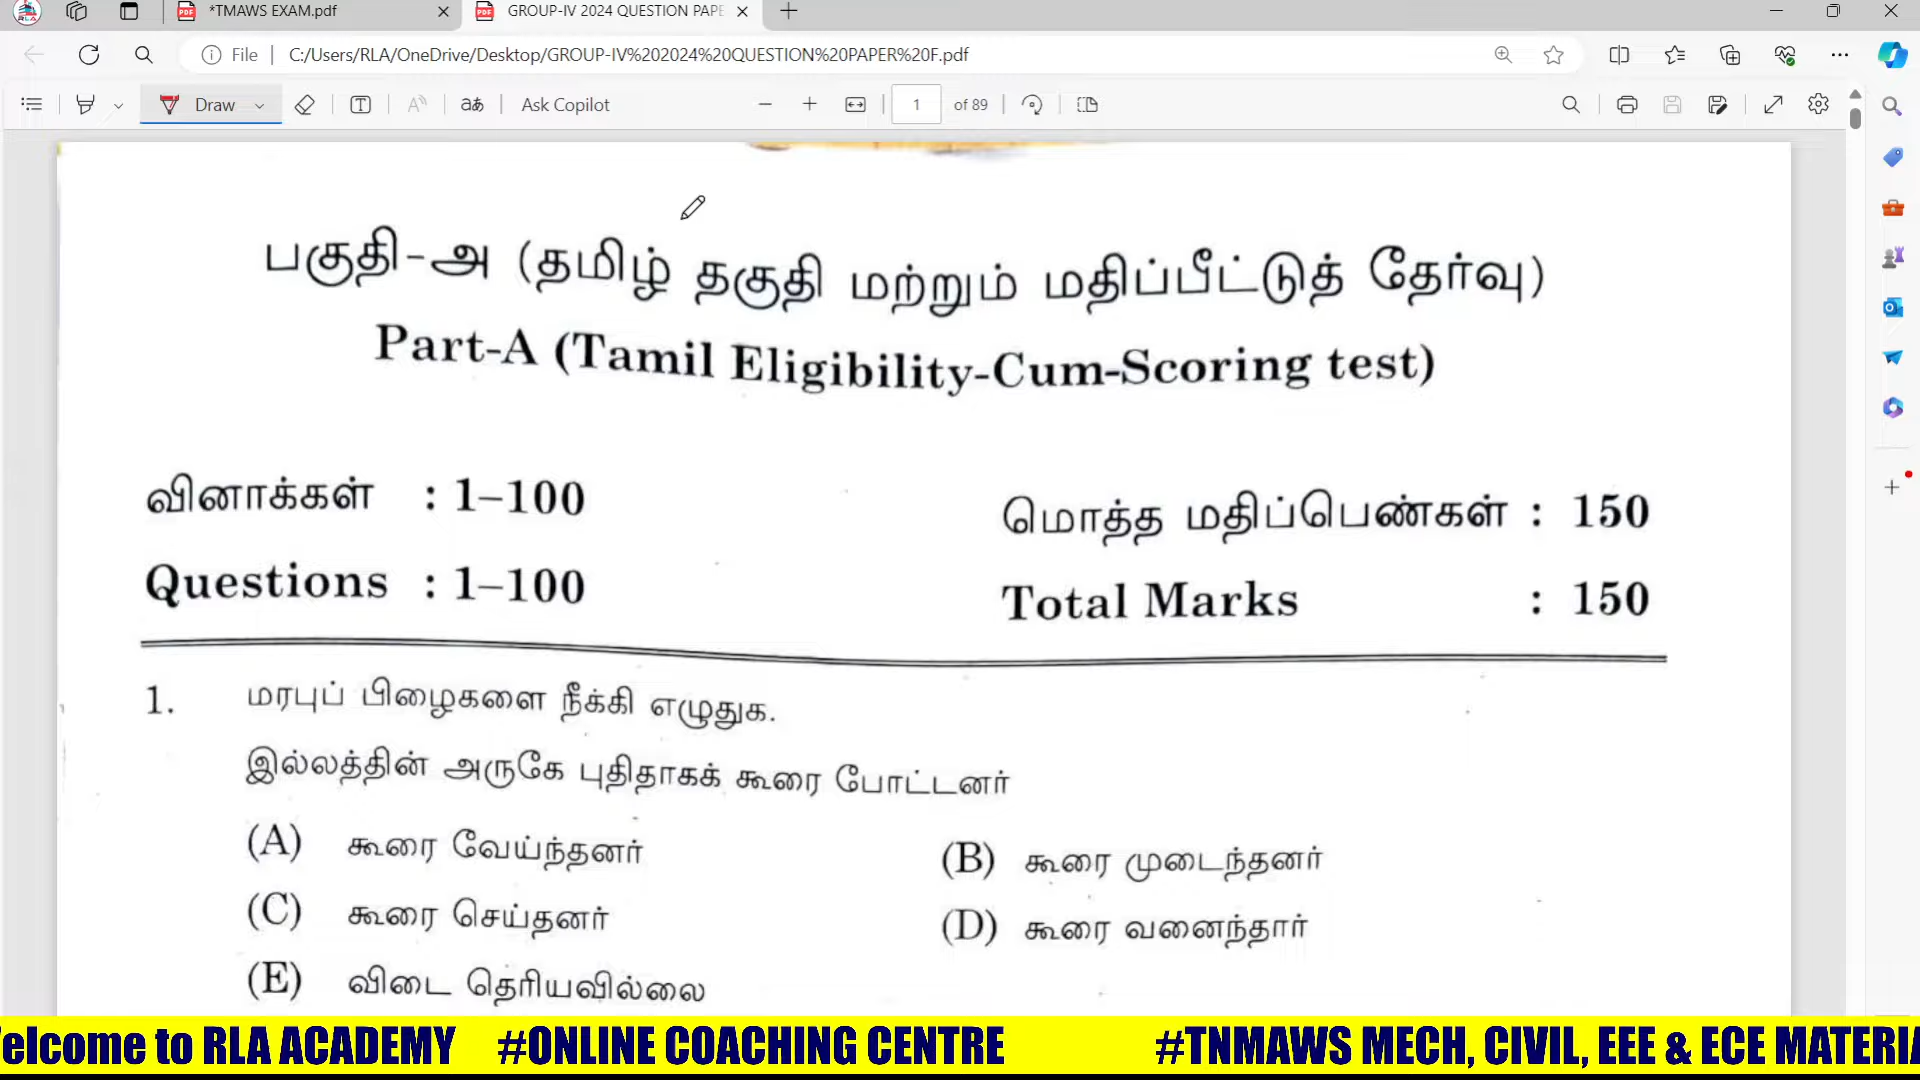 RLA
*TMAWS EXAM.pdf
GROUP-IV 2024 QUESTION PAPE
File
C:/Users/RLA/OneDrive/Desktop/GROUP-IV%202024%20QUESTION%20PAPER%20F.pdf
Draw
Ask Copilot
1 of 89
பகுதி-அ (தமிழ் தகுதி மற்றும் மதிப்பீட்டுத் தேர்வு)
Part-A (Tamil Eligibility-Cum-Scoring test)
வினாக்கள் : 1–100
மொத்த மதிப்பெண்கள் : 150
Questions : 1–100
Total Marks : 150
1. மரபுப் பிழைகளை நீக்கி எழுதுக.
இல்லத்தின் அருகே புதிதாகக் கூரை போட்டனர்
(A) கூரை வேய்ந்தனர்
(B) கூரை முடைந்தனர்
(C) கூரை செய்தனர்
(D) கூரை வனைந்தார்
(E) விடை தெரியவில்லை
elcome to RLA ACADEMY #ONLINE COACHING CENTRE #TNMAWS MECH, CIVIL, EEE & ECE MATERIA